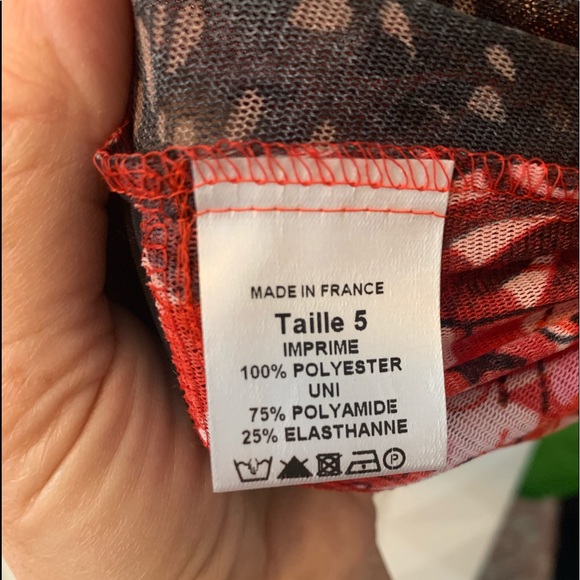 MADE IN FRANCE
Taille 5
IMPRIME
100% POLYESTER
UNI
75% POLYAMIDE
25% ELASTHANNE
P